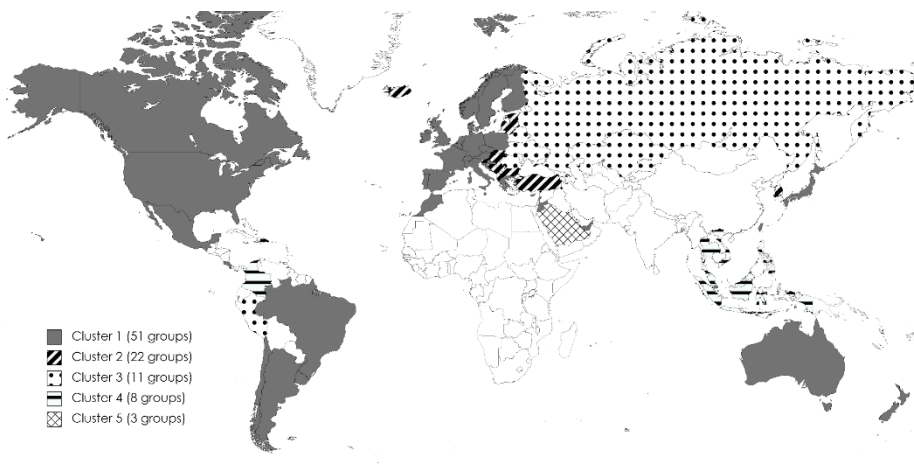 Cluster 1 (51 groups)
Cluster 2 (22 groups)
Cluster 3 (11 groups)
Cluster 4 (8 groups)
Cluster 5 (3 groups)